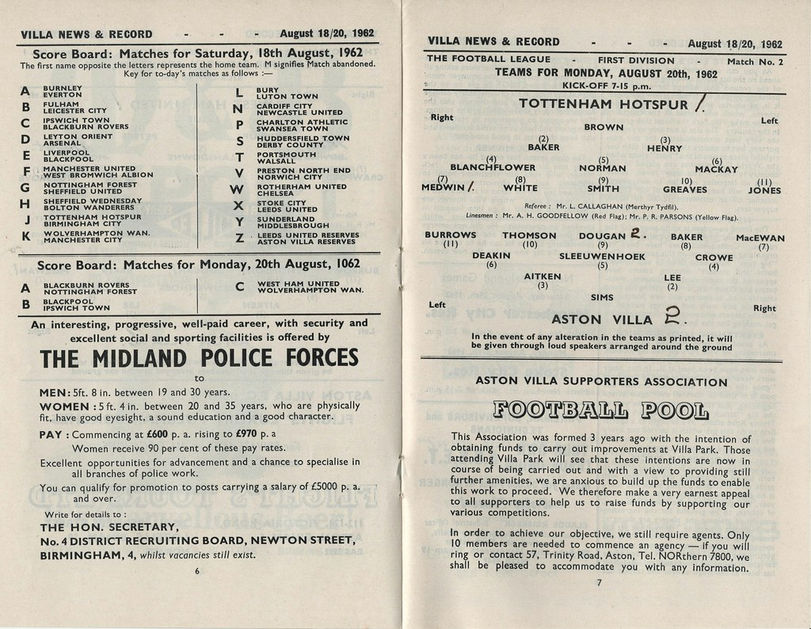 VILLA NEWS & RECORD - - - August 18/20, 1962
Score Board: Matches for Saturday, 18th August, 1962
The first name opposite the letters represents the home team. M signifies Match abandoned.
Key for to-day's matches as follows :—
A BURNLEY
EVERTON
B FULHAM
LEICESTER CITY
C IPSWICH TOWN
BLACKBURN ROVERS
D LEYTON ORIENT
ARSENAL
E LIVERPOOL
BLACKPOOL
F MANCHESTER UNITED
WEST BROMWICH ALBION
G NOTTINGHAM FOREST
SHEFFIELD UNITED
H SHEFFIELD WEDNESDAY
BOLTON WANDERERS
J TOTTENHAM HOTSPUR
BIRMINGHAM CITY
K WOLVERHAMPTON WAN.
MANCHESTER CITY
L BURY
LUTON TOWN
N CARDIFF CITY
NEWCASTLE UNITED
P CHARLTON ATHLETIC
SWANSEA TOWN
S HUDDERSFIELD TOWN
DERBY COUNTY
T PORTSMOUTH
WALSALL
V PRESTON NORTH END
NORWICH CITY
W ROTHERHAM UNITED
CHELSEA
X STOKE CITY
LEEDS UNITED
Y SUNDERLAND
MIDDLESBROUGH
Z LEEDS UNITED RESERVES
ASTON VILLA RESERVES
Score Board: Matches for Monday, 20th August, 1062
A BLACKBURN ROVERS
NOTTINGHAM FOREST
B BLACKPOOL
IPSWICH TOWN
C WEST HAM UNITED
WOLVERHAMPTON WAN.
An interesting, progressive, well-paid career, with security and
excellent social and sporting facilities is offered by
THE MIDLAND POLICE FORCES
to
MEN: 5ft. 8 in. between 19 and 30 years.
WOMEN : 5 ft. 4 in. between 20 and 35 years, who are physically
fit, have good eyesight, a sound education and a good character.
PAY : Commencing at £600 p. a. rising to £970 p. a
Women receive 90 per cent of these pay rates.
Excellent opportunities for advancement and a chance to specialise in
all branches of police work.
You can qualify for promotion to posts carrying a salary of £5000 p. a.
and over.
Write for details to :
THE HON. SECRETARY,
No. 4 DISTRICT RECRUITING BOARD, NEWTON STREET,
BIRMINGHAM, 4, whilst vacancies still exist.
6
VILLA NEWS & RECORD - - - August 18/20, 1962
THE FOOTBALL LEAGUE - FIRST DIVISION - Match No. 2
TEAMS FOR MONDAY, AUGUST 20th, 1962
KICK-OFF 7-15 p.m.
TOTTENHAM HOTSPUR 1.
Right Left
BROWN
(2) (3)
BAKER HENRY
(4) (5) (6)
BLANCHFLOWER NORMAN MACKAY
(7) (8) (9) 10) (11)
MEDWIN 1. WHITE SMITH GREAVES JONES
Referee : Mr. L. CALLAGHAN (Merthyr Tydfil).
Linesmen : Mr. A. H. GOODFELLOW (Red Flag); Mr. P. R. PARSONS (Yellow Flag).
BURROWS THOMSON DOUGAN 2. BAKER MacEWAN
(11) (10) (9) (8) (7)
DEAKIN SLEEUWENHOEK CROWE
(6) (5) (4)
AITKEN LEE
(3) (2)
SIMS
Left Right
ASTON VILLA 2.
In the event of any alteration in the teams as printed, it will
be given through loud speakers arranged around the ground
ASTON VILLA SUPPORTERS ASSOCIATION
FOOTBALL POOL
This Association was formed 3 years ago with the intention of
obtaining funds to carry out improvements at Villa Park. Those
attending Villa Park will see that these intentions are now in
course of being carried out and with a view to providing still
further amenities, we are anxious to build up the funds to enable
this work to proceed. We therefore make a very earnest appeal
to all supporters to help us to raise funds by supporting our
various competitions.
In order to achieve our objective, we still require agents. Only
10 members are needed to commence an agency — if you will
ring or contact 57, Trinity Road, Aston, Tel. NORthern 7800, we
shall be pleased to accommodate you with any information.
7